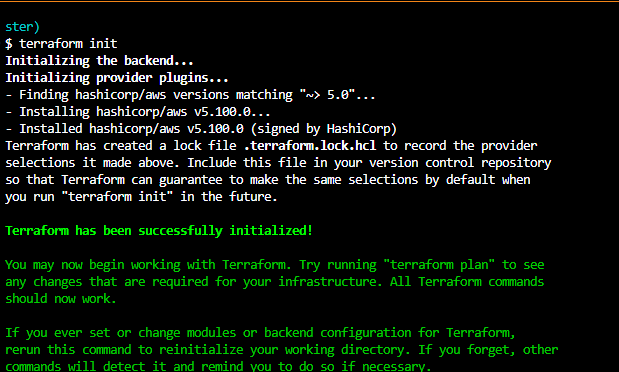 ster)
$ terraform init
Initializing the backend...
Initializing provider plugins...
- Finding hashicorp/aws versions matching "~> 5.0"...
- Installing hashicorp/aws v5.100.0...
- Installed hashicorp/aws v5.100.0 (signed by HashiCorp)
Terraform has created a lock file .terraform.lock.hcl to record the provider
selections it made above. Include this file in your version control repository
so that Terraform can guarantee to make the same selections by default when
you run "terraform init" in the future.
Terraform has been successfully initialized!
You may now begin working with Terraform. Try running "terraform plan" to see
any changes that are required for your infrastructure. All Terraform commands
should now work.
If you ever set or change modules or backend configuration for Terraform,
rerun this command to reinitialize your working directory. If you forget, other
commands will detect it and remind you to do so if necessary.